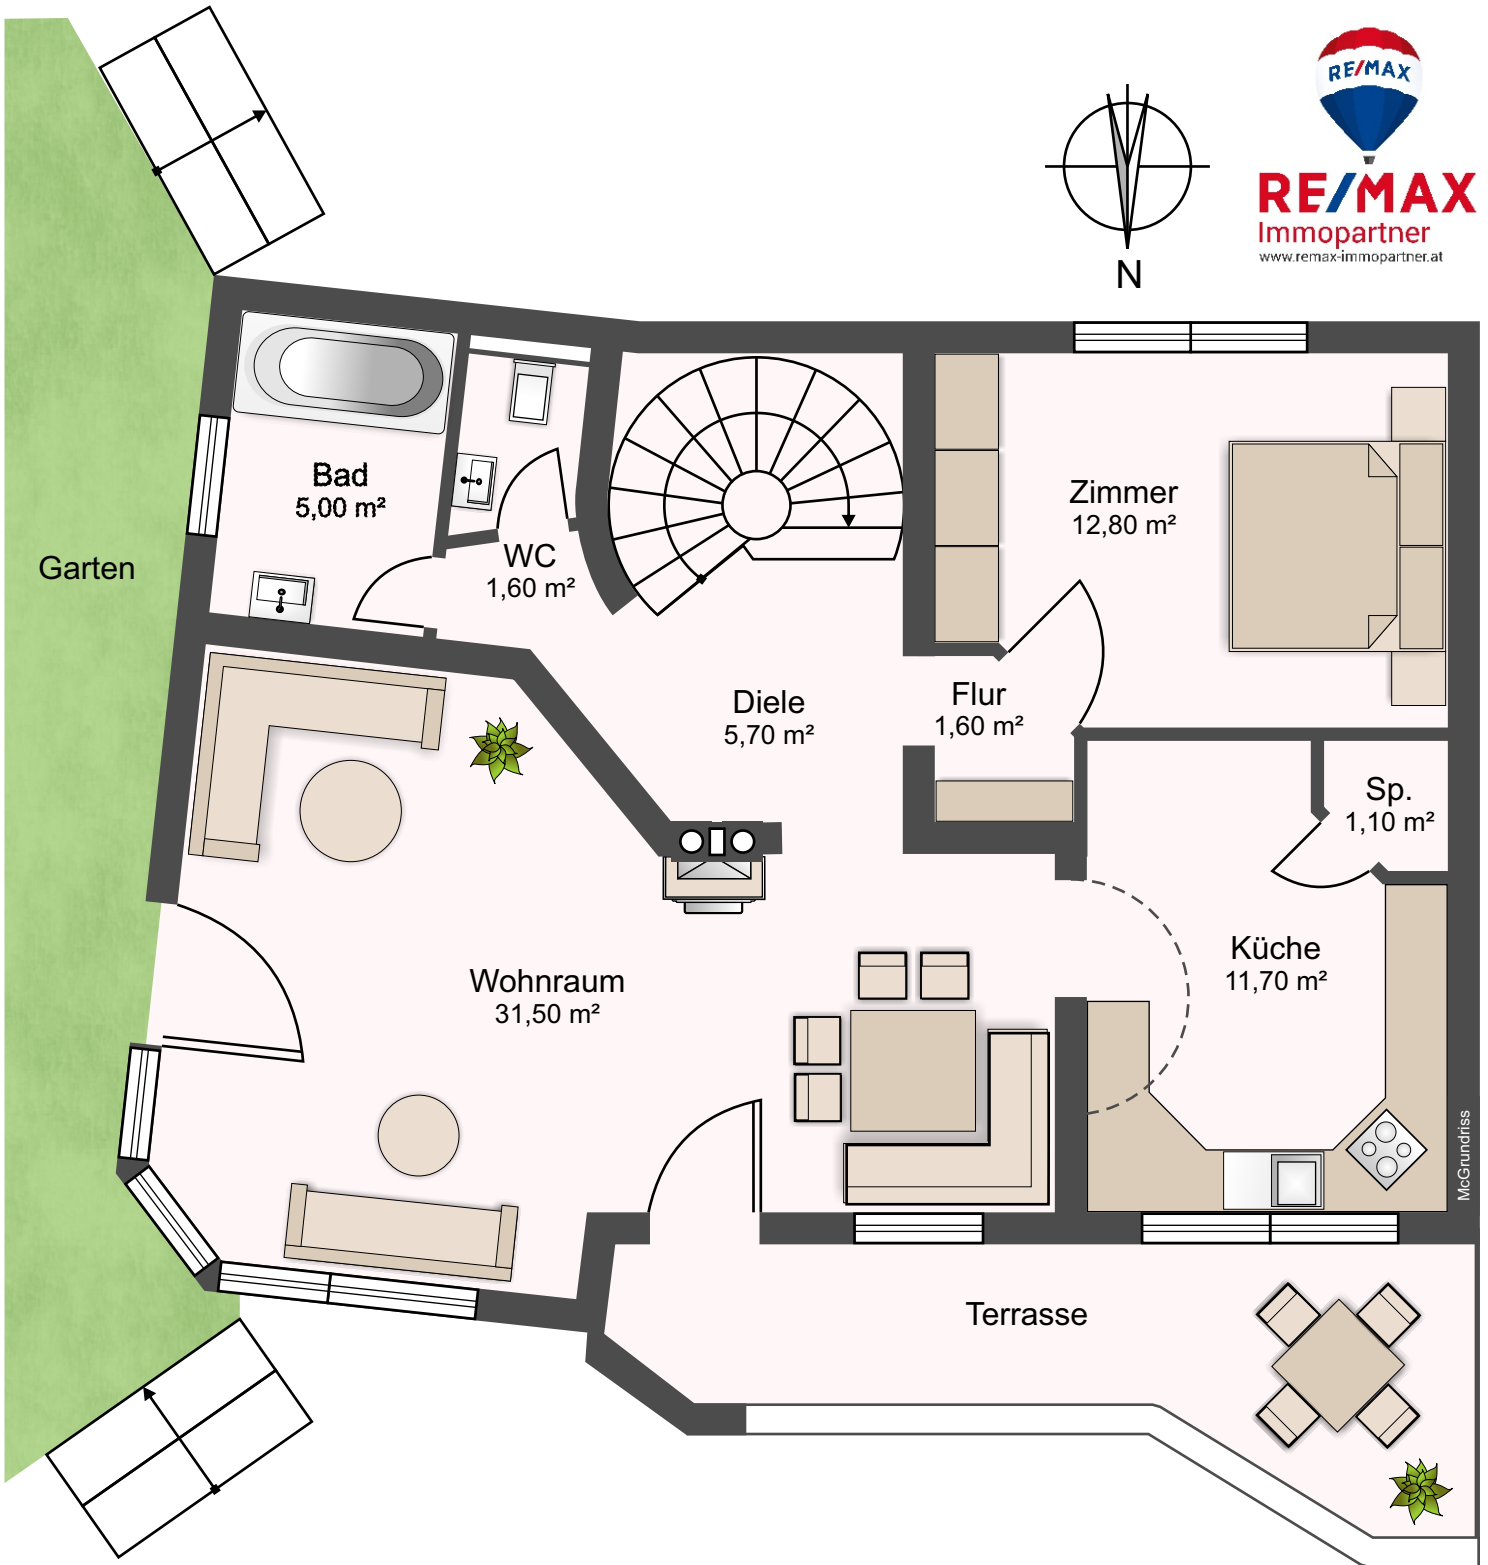 RE/MAX
RE/MAX
Immopartner
www.remax-immopartner.at
N
Bad
5,00 m²
Zimmer
12,80 m²
Garten
WC
1,60 m²
Diele
5,70 m²
Flur
1,60 m²
Sp.
1,10 m²
Küche
11,70 m²
Wohnraum
31,50 m²
McGrundriss
Terrasse